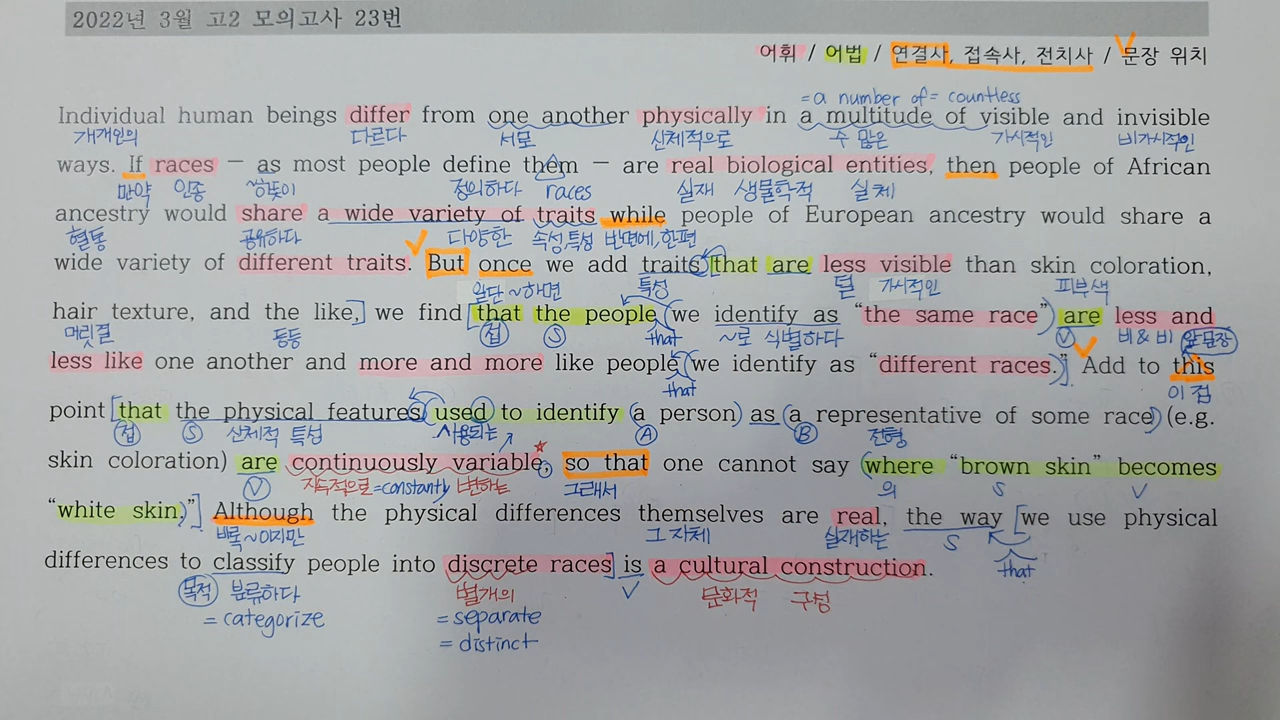 2022년 3월 고2 모의고사 23번
어휘 / 어법 / 연결사, 접속사, 전치사 / 문장 위치
= a number of = countless
Individual human beings differ from one another physically in a multitude of visible and invisible
개개인의 다르다 서로 신체적으로 수 많은 가시적인 비가시적인
ways. If races — as most people define them — are real biological entities, then people of African
만약 인종 ~쌍듯이 정의하다 races 실재 생물학적 실체
ancestry would share a wide variety of traits while people of European ancestry would share a
혈통 공유하다 다양한 속성,특성 반면에,한편
wide variety of different traits. But once we add traits that are less visible than skin coloration,
일단 ~하면 특성 덜 가시적인 피부색
hair texture, and the like, we find that the people we identify as “the same race” are less and
머릿결 등등 접 S that ~로 식별하다 V 비&비 앞문장
less like one another and more and more like people we identify as “different races.” Add to this
that 이 접
point that the physical features used to identify a person as a representative of some race (e.g.
접 S 신체적 특성 사용되는 A B 전형
skin coloration) are continuously variable, so that one cannot say where “brown skin” becomes
V 지속적으로=constantly 변하는 그래서 의 S V
“white skin.” Although the physical differences themselves are real, the way we use physical
비록~이지만 그 자체 실재하는 S that
differences to classify people into discrete races is a cultural construction.
목적 분류하다 별개의 V 문화적 구성
= categorize = separate
= distinct